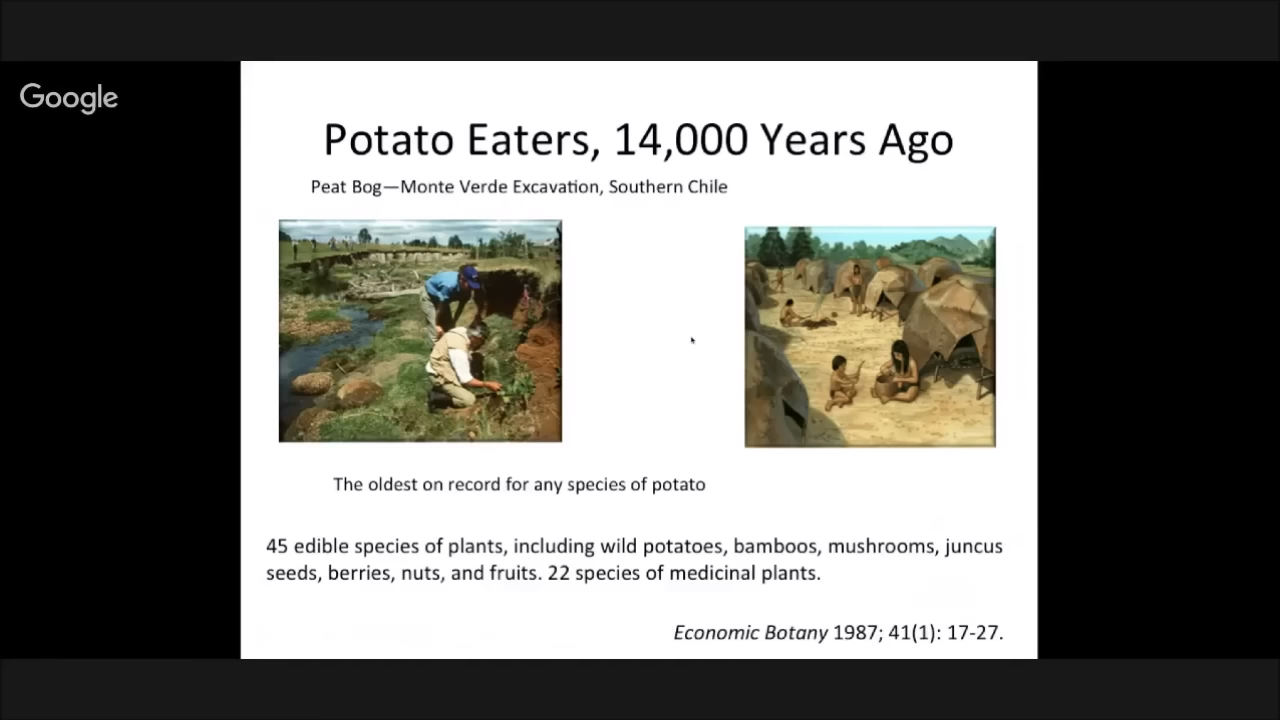 Google
Potato Eaters, 14,000 Years Ago
Peat Bog—Monte Verde Excavation, Southern Chile
The oldest on record for any species of potato
45 edible species of plants, including wild potatoes, bamboos, mushrooms, juncus
seeds, berries, nuts, and fruits. 22 species of medicinal plants.
Economic Botany 1987; 41(1): 17-27.